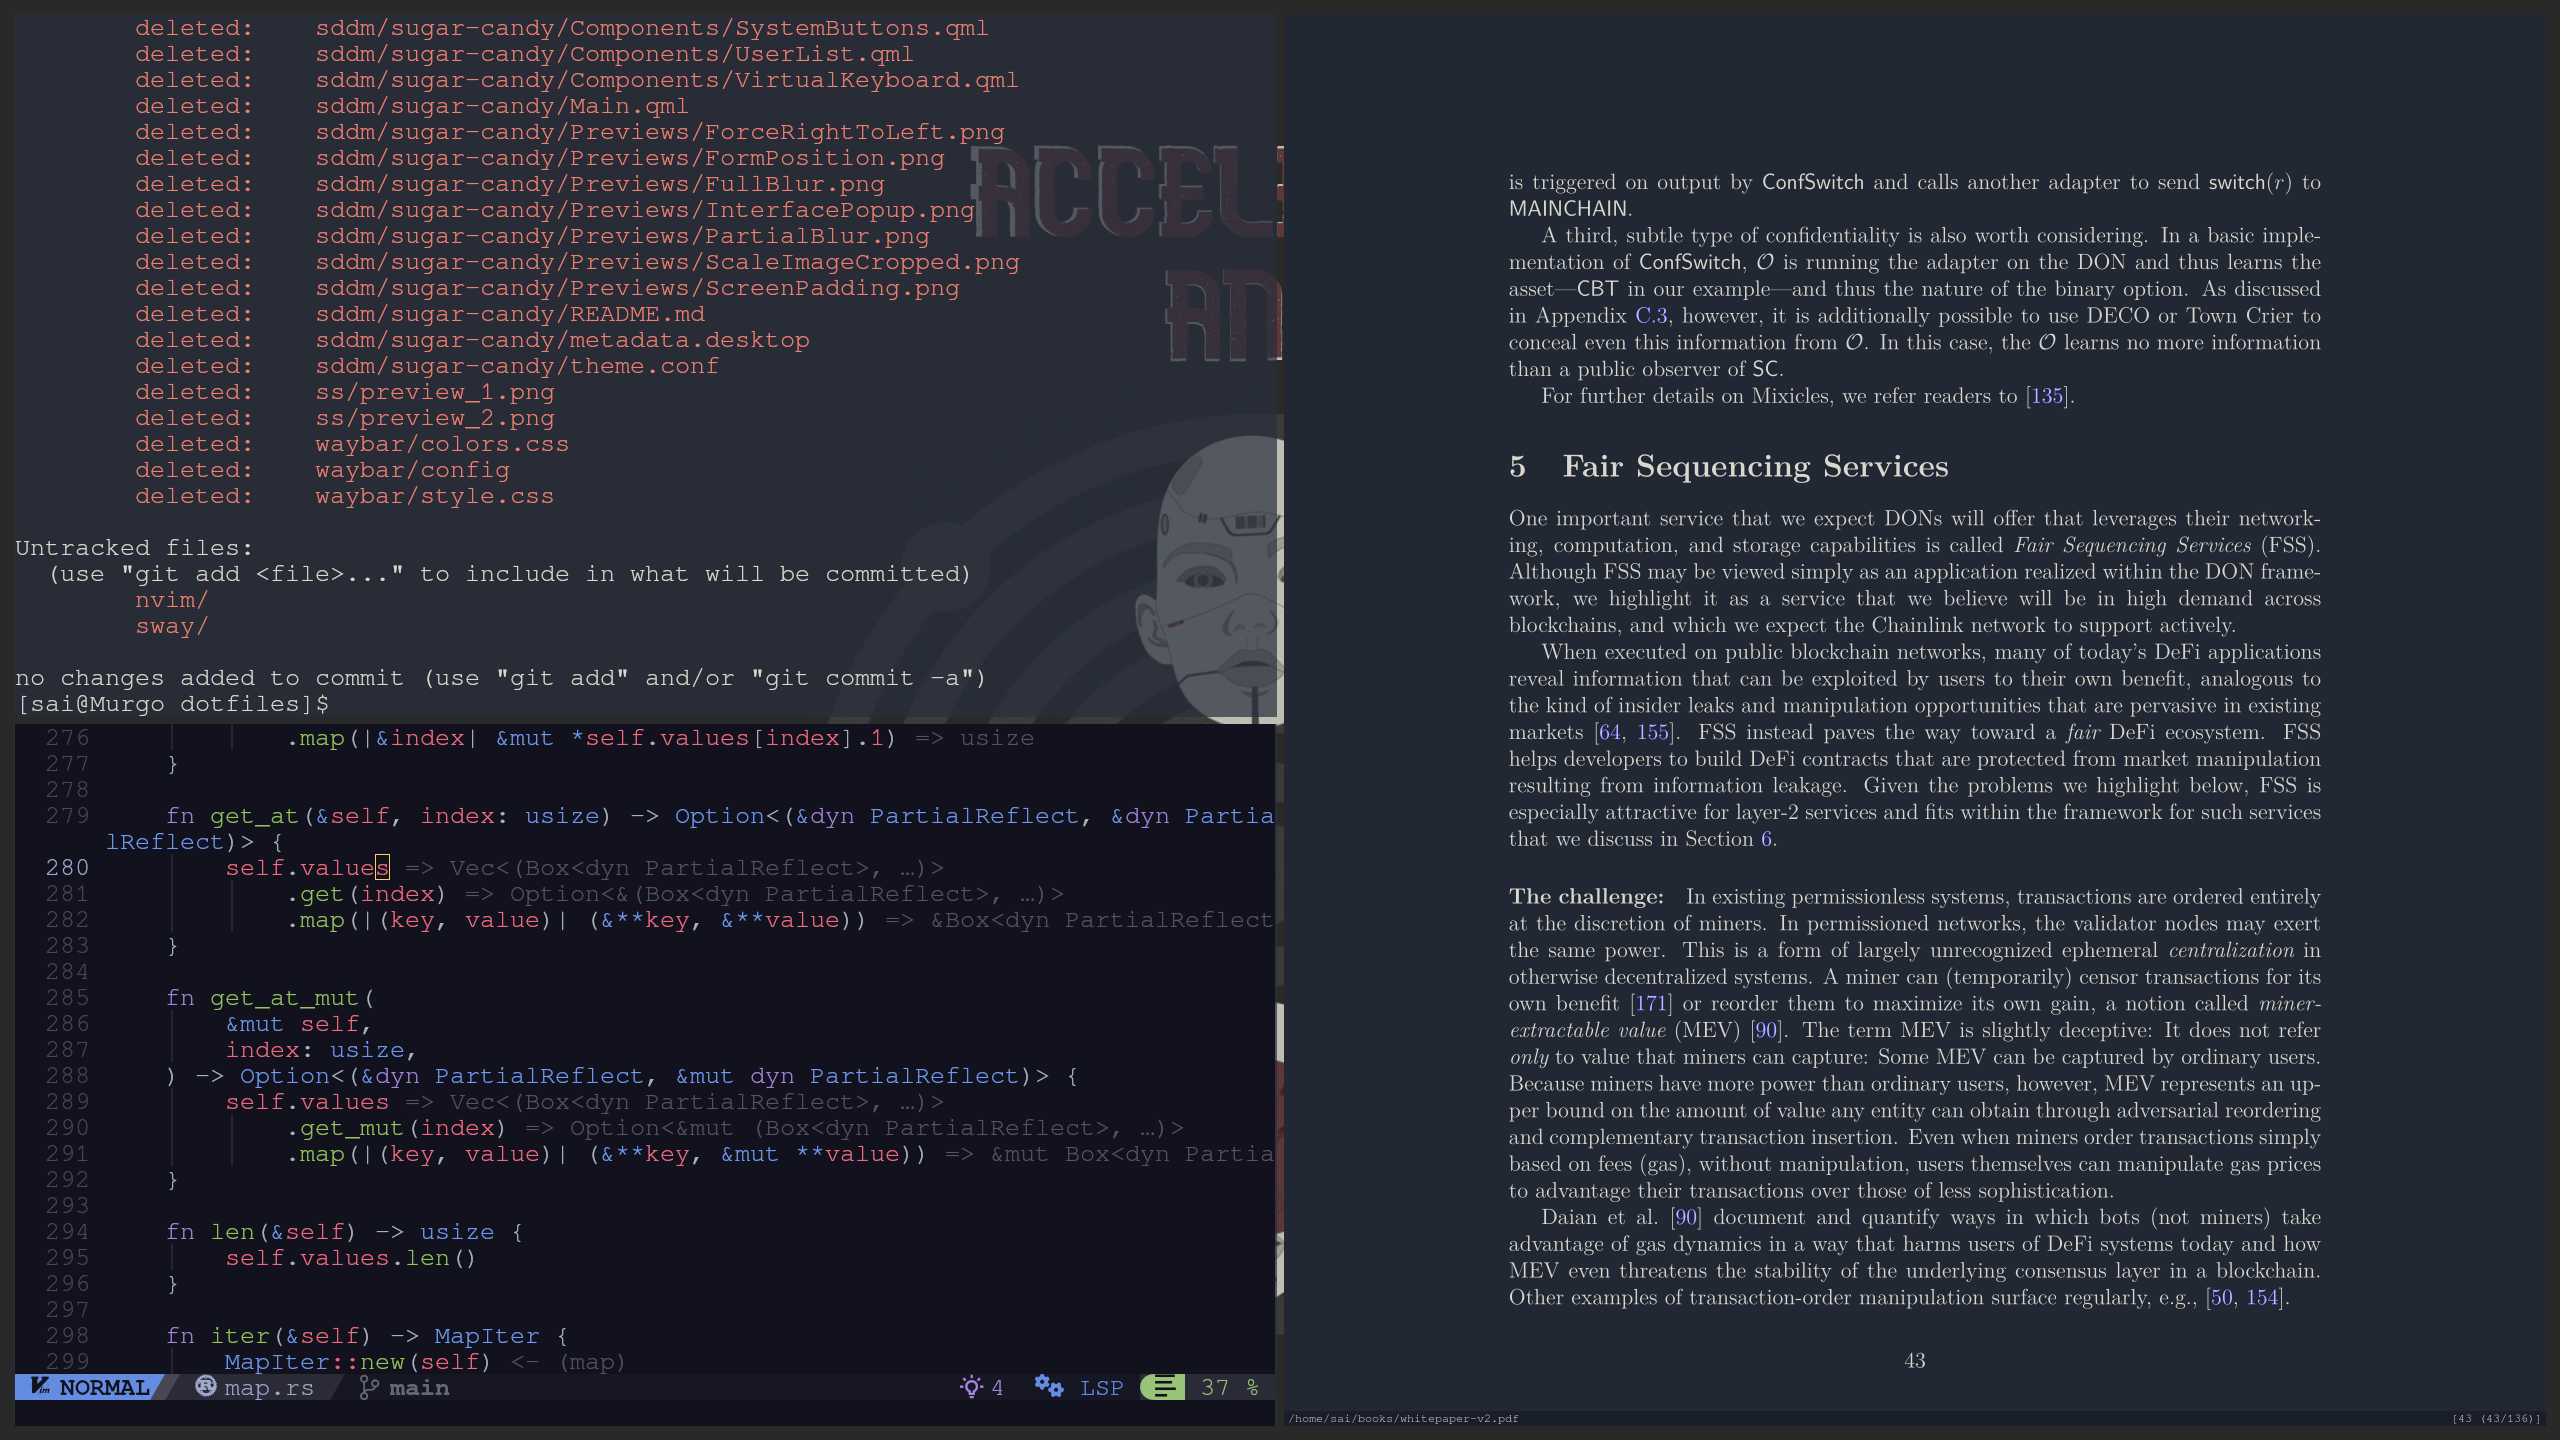 deleted:    sddm/sugar-candy/Components/SystemButtons.qml
deleted:    sddm/sugar-candy/Components/UserList.qml
deleted:    sddm/sugar-candy/Components/VirtualKeyboard.qml
deleted:    sddm/sugar-candy/Main.qml
deleted:    sddm/sugar-candy/Previews/ForceRightToLeft.png
deleted:    sddm/sugar-candy/Previews/FormPosition.png
deleted:    sddm/sugar-candy/Previews/FullBlur.png
deleted:    sddm/sugar-candy/Previews/InterfacePopup.png
deleted:    sddm/sugar-candy/Previews/PartialBlur.png
deleted:    sddm/sugar-candy/Previews/ScaleImageCropped.png
deleted:    sddm/sugar-candy/Previews/ScreenPadding.png
deleted:    sddm/sugar-candy/README.md
deleted:    sddm/sugar-candy/metadata.desktop
deleted:    sddm/sugar-candy/theme.conf
deleted:    ss/preview_1.png
deleted:    ss/preview_2.png
deleted:    waybar/colors.css
deleted:    waybar/config
deleted:    waybar/style.css
Untracked files:
(use "git add <file>..." to include in what will be committed)
nvim/
sway/
no changes added to commit (use "git add" and/or "git commit -a")
[sai@Murgo dotfiles]$
276 .map(|&index| &mut *self.values[index].1) => usize
277 }
278
279 fn get_at(&self, index: usize) -> Option<(&dyn PartialReflect, &dyn Partia
lReflect)> {
280 self.values => Vec<(Box<dyn PartialReflect>, …)>
281 .get(index) => Option<&(Box<dyn PartialReflect>, …)>
282 .map(|(key, value)| (&**key, &**value)) => &Box<dyn PartialReflect
283 }
284
285 fn get_at_mut(
286 &mut self,
287 index: usize,
288 ) -> Option<(&dyn PartialReflect, &mut dyn PartialReflect)> {
289 self.values => Vec<(Box<dyn PartialReflect>, …)>
290 .get_mut(index) => Option<&mut (Box<dyn PartialReflect>, …)>
291 .map(|(key, value)| (&**key, &mut **value)) => &mut Box<dyn Partia
292 }
293
294 fn len(&self) -> usize {
295 self.values.len()
296 }
297
298 fn iter(&self) -> MapIter {
299 MapIter::new(self) <- (map)
NORMAL map.rs main 4 LSP 37 %
is triggered on output by ConfSwitch and calls another adapter to send switch(r) to
MAINCHAIN.
A third, subtle type of confidentiality is also worth considering. In a basic imple-
mentation of ConfSwitch, O is running the adapter on the DON and thus learns the
asset—CBT in our example—and thus the nature of the binary option. As discussed
in Appendix C.3, however, it is additionally possible to use DECO or Town Crier to
conceal even this information from O. In this case, the O learns no more information
than a public observer of SC.
For further details on Mixicles, we refer readers to [135].
5 Fair Sequencing Services
One important service that we expect DONs will offer that leverages their network-
ing, computation, and storage capabilities is called Fair Sequencing Services (FSS).
Although FSS may be viewed simply as an application realized within the DON frame-
work, we highlight it as a service that we believe will be in high demand across
blockchains, and which we expect the Chainlink network to support actively.
When executed on public blockchain networks, many of today's DeFi applications
reveal information that can be exploited by users to their own benefit, analogous to
the kind of insider leaks and manipulation opportunities that are pervasive in existing
markets [64, 155]. FSS instead paves the way toward a fair DeFi ecosystem. FSS
helps developers to build DeFi contracts that are protected from market manipulation
resulting from information leakage. Given the problems we highlight below, FSS is
especially attractive for layer-2 services and fits within the framework for such services
that we discuss in Section 6.
The challenge: In existing permissionless systems, transactions are ordered entirely
at the discretion of miners. In permissioned networks, the validator nodes may exert
the same power. This is a form of largely unrecognized ephemeral centralization in
otherwise decentralized systems. A miner can (temporarily) censor transactions for its
own benefit [171] or reorder them to maximize its own gain, a notion called miner-
extractable value (MEV) [90]. The term MEV is slightly deceptive: It does not refer
only to value that miners can capture: Some MEV can be captured by ordinary users.
Because miners have more power than ordinary users, however, MEV represents an up-
per bound on the amount of value any entity can obtain through adversarial reordering
and complementary transaction insertion. Even when miners order transactions simply
based on fees (gas), without manipulation, users themselves can manipulate gas prices
to advantage their transactions over those of less sophistication.
Daian et al. [90] document and quantify ways in which bots (not miners) take
advantage of gas dynamics in a way that harms users of DeFi systems today and how
MEV even threatens the stability of the underlying consensus layer in a blockchain.
Other examples of transaction-order manipulation surface regularly, e.g., [50, 154].
43
/home/sai/books/whitepaper-v2.pdf [43 (43/136)]